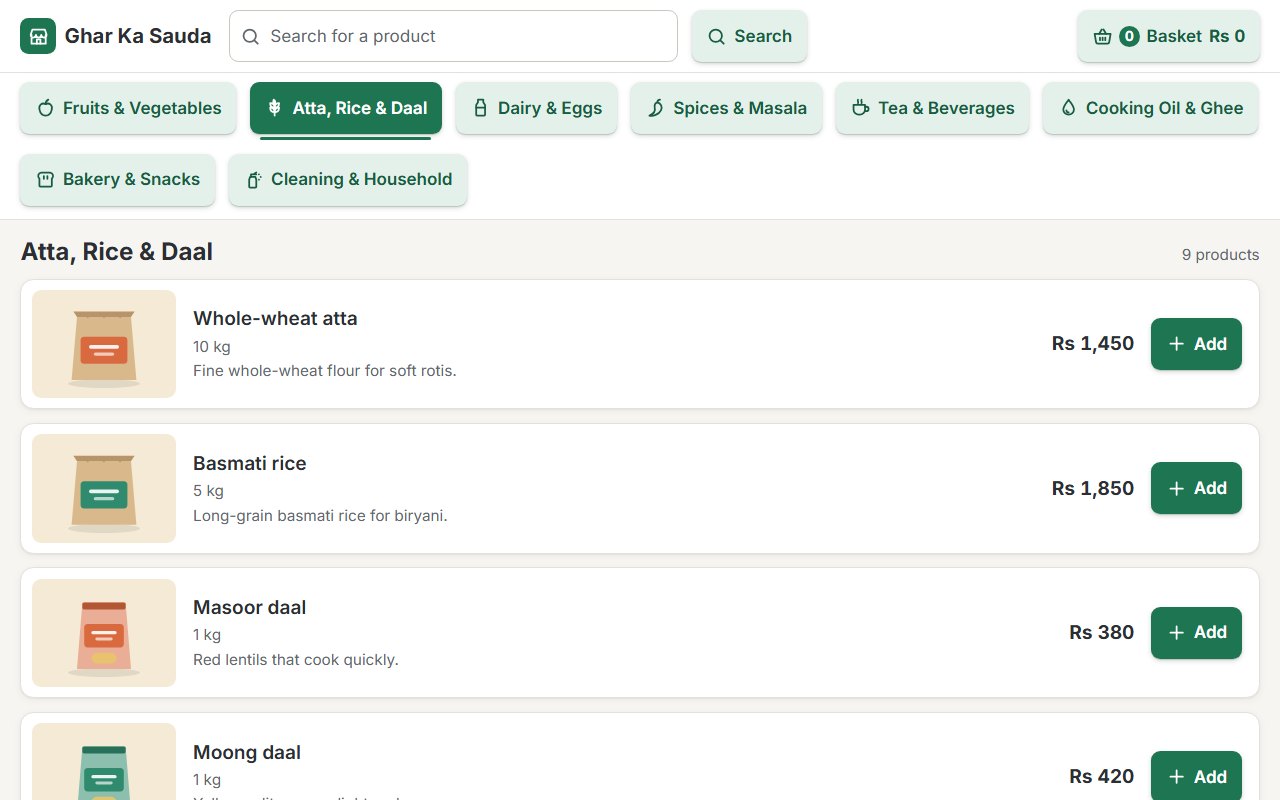 Ghar Ka Sauda
Search for a product
Search
0 Basket Rs 0
Fruits & Vegetables
Atta, Rice & Daal
Dairy & Eggs
Spices & Masala
Tea & Beverages
Cooking Oil & Ghee
Bakery & Snacks
Cleaning & Household
Atta, Rice & Daal
9 products
Whole-wheat atta
10 kg
Fine whole-wheat flour for soft rotis.
Rs 1,450
Add
Basmati rice
5 kg
Long-grain basmati rice for biryani.
Rs 1,850
Add
Masoor daal
1 kg
Red lentils that cook quickly.
Rs 380
Add
Moong daal
1 kg
Rs 420
Add